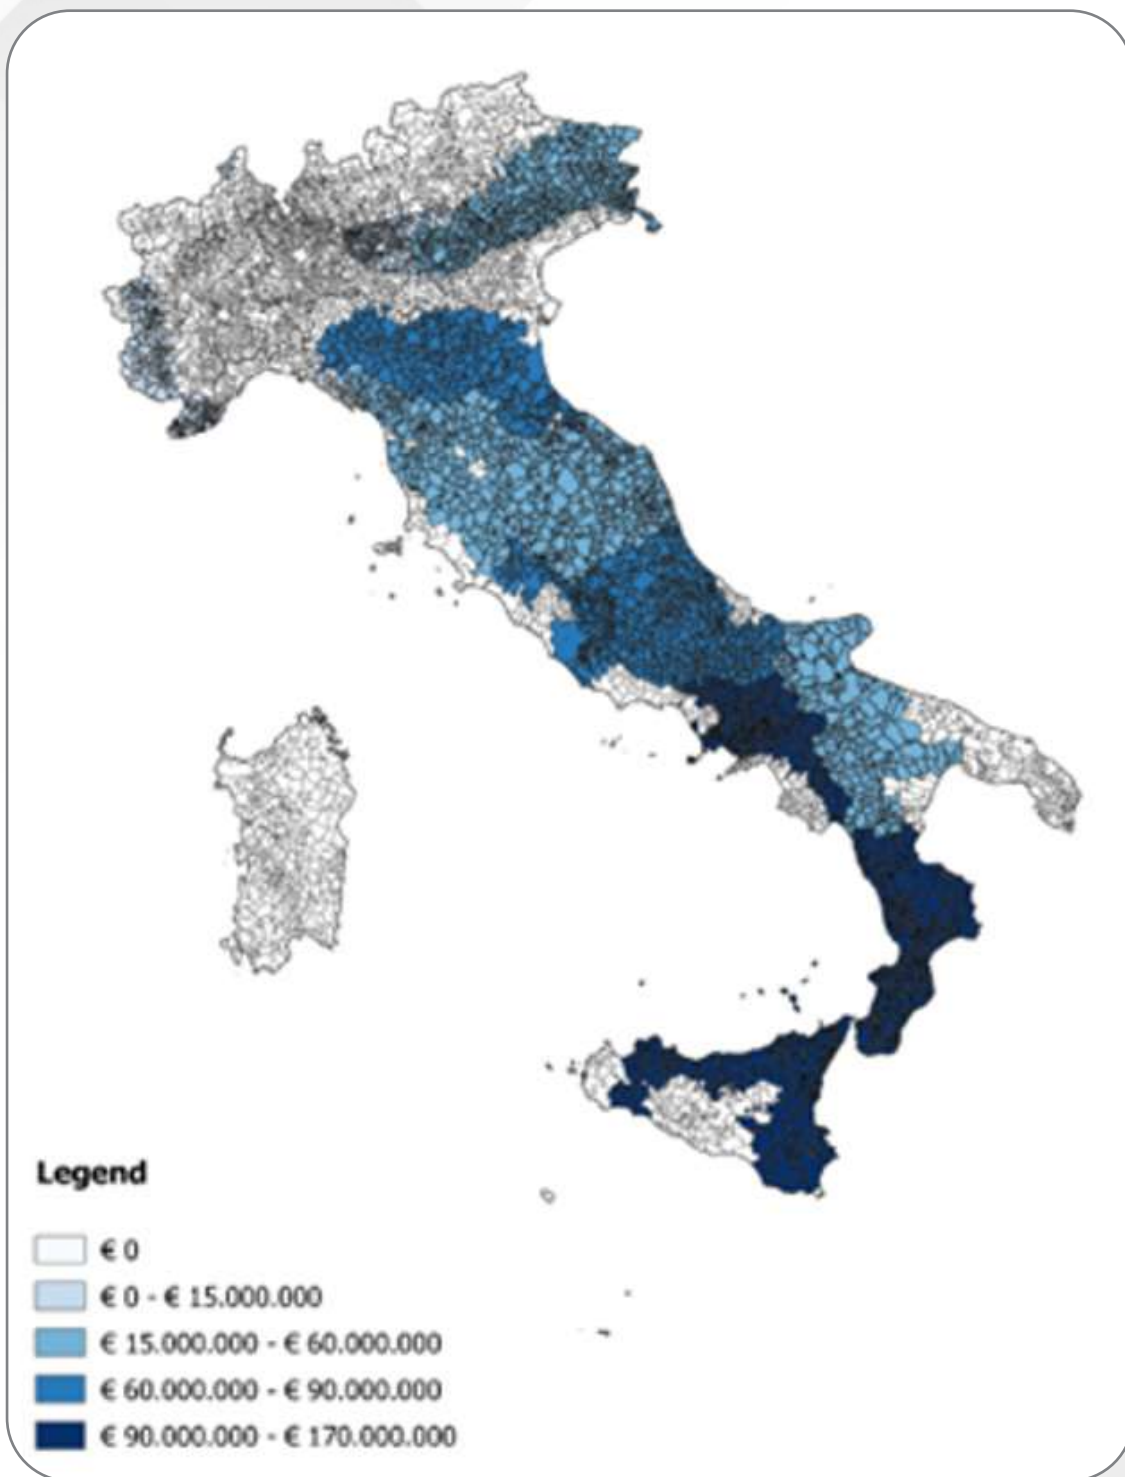 Legend
€ 0
€ 0 - € 15.000.000
€ 15.000.000 - € 60.000.000
€ 60.000.000 - € 90.000.000
€ 90.000.000 - € 170.000.000